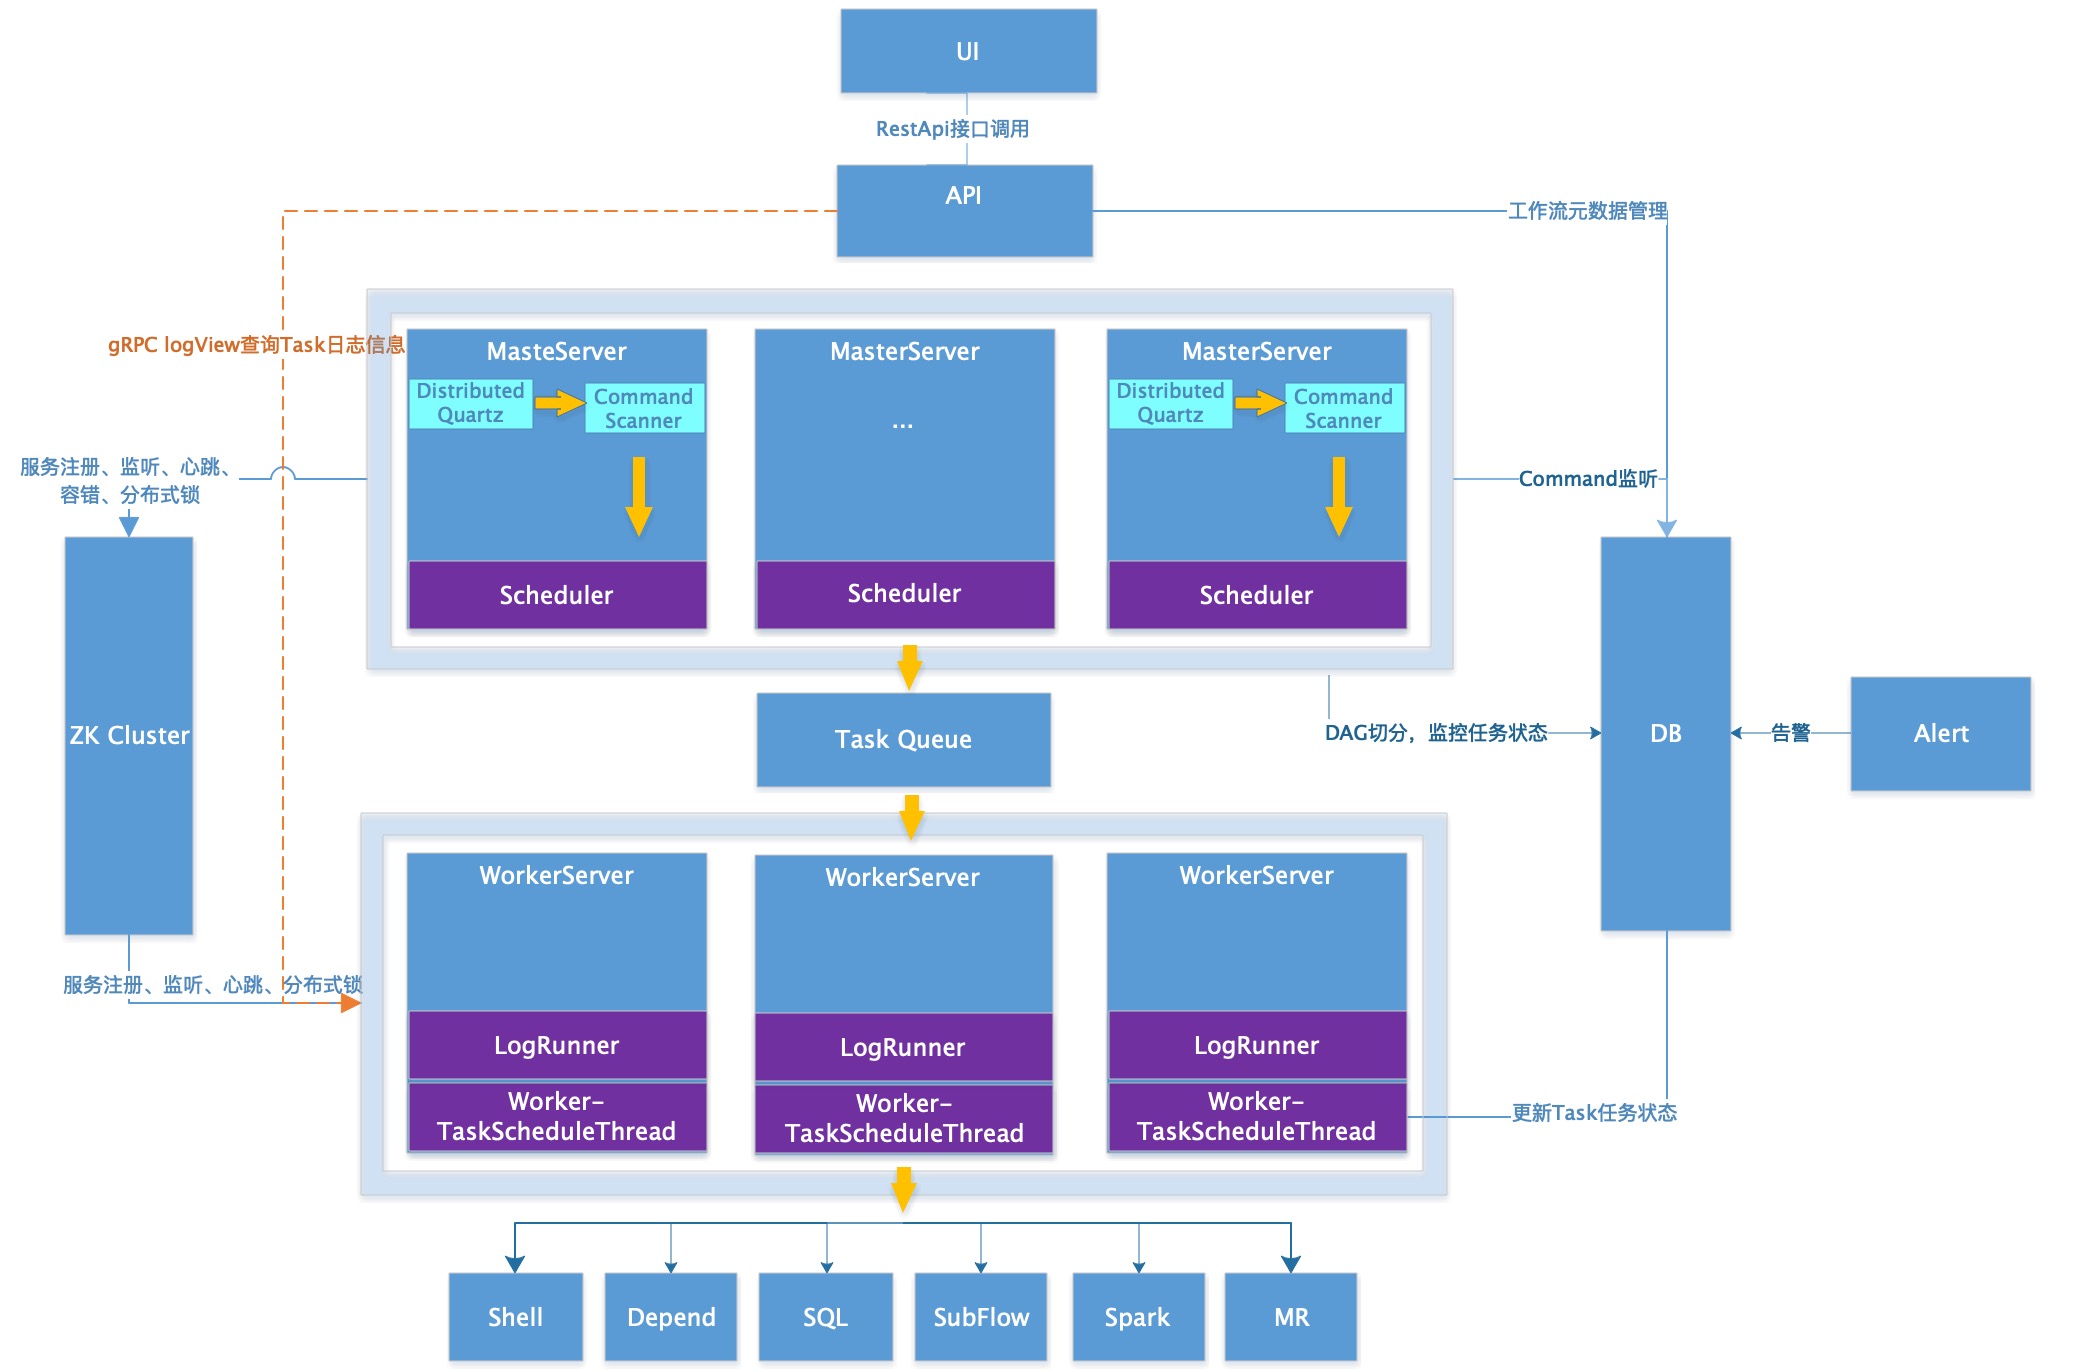 UI
RestApi接口调用
API
工作流元数据管理
gRPC logView查询Task日志信息
MasteServer
Distributed
Quartz
Command
Scanner
Scheduler
MasterServer
...
Scheduler
MasterServer
Distributed
Quartz
Command
Scanner
Scheduler
服务注册、监听、心跳、
容错、分布式锁
Command监听
ZK Cluster
Task Queue
DAG切分，监控任务状态
DB
告警
Alert
服务注册、监听、心跳、分布式锁
WorkerServer
LogRunner
Worker-
TaskScheduleThread
WorkerServer
LogRunner
Worker-
TaskScheduleThread
WorkerServer
LogRunner
Worker-
TaskScheduleThread
更新Task任务状态
Shell
Depend
SQL
SubFlow
Spark
MR